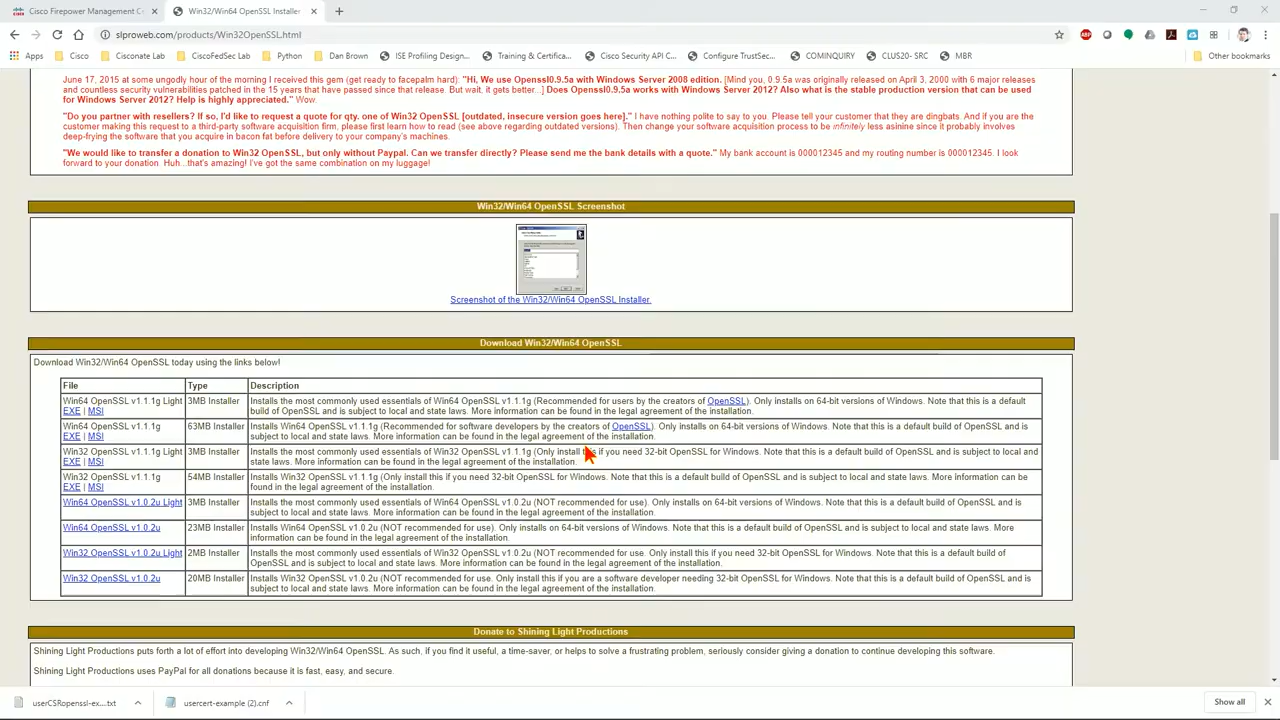 Cisco Firepower Management C
Win32/Win64 OpenSSL Installer
slproweb.com/products/Win32OpenSSL.html
ABP
Apps
Cisco
Cisconate
CiscoFedSec Lab
Python
Dan Brown
ISE Profiling Design...
Training & Certifica...
Cisco Security API C...
Configure TrustSec...
COMINQUIRY
CLUS20- SRC
MBR
Other bookmarks
June 17, 2015 at some ungodly hour of the morning I received this gem (get ready to facepalm hard): "Hi, We use Openssl0.9.5a with Windows Server 2008 edition. [Mind you, 0.9.5a was originally released on April 3, 2000 with 6 major releases
and countless security vulnerabilities patched in the 15 years that have passed since that release. But wait, it gets better...] Does OpenSSL0.9.5a works with Windows Server 2012? Also what is the stable production version that can be used
for Windows Server 2012? Help is highly appreciated." Wow.
"Do you partner with resellers? If so, I'd like to request a quote for qty. one of Win32 OpenSSL [outdated, insecure version goes here]." I have nothing polite to say to you. Please tell your customer that they are dingbats. And if you are the
customer making this request to a third-party software acquisition firm, please first learn how to read (see above regarding outdated versions). Then change your software acquisition process to be infinitely less asinine since it probably involves
deep-frying the software that you acquire in bacon fat before delivery to your company's machines.
"We would like to transfer a donation to Win32 OpenSSL, but only without Paypal. Can we transfer directly? Please send me the bank details with a quote." My bank account is 000012345 and my routing number is 000012345. I look
forward to your donation. Huh...that's amazing! I've got the same combination on my luggage!
Win32/Win64 OpenSSL Screenshot
Screenshot of the Win32/Win64 OpenSSL Installer
Download Win32/Win64 OpenSSL
Download Win32/Win64 OpenSSL today using the links below!
File Type Description
Win64 OpenSSL v1.1.1g Light 3MB Installer Installs the most commonly used essentials of Win64 OpenSSL v1.1.1g (Recommended for users by the creators of OpenSSL). Only installs on 64-bit versions of Windows. Note that this is a default
EXE | MSI build of OpenSSL and is subject to local and state laws. More information can be found in the legal agreement of the installation.
Win64 OpenSSL v1.1.1g 63MB Installer Installs Win64 OpenSSL v1.1.1g (Recommended for software developers by the creators of OpenSSL). Only installs on 64-bit versions of Windows. Note that this is a default build of OpenSSL and is
EXE | MSI subject to local and state laws. More information can be found in the legal agreement of the installation.
Win32 OpenSSL v1.1.1g Light 3MB Installer Installs the most commonly used essentials of Win32 OpenSSL v1.1.1g (Only install this if you need 32-bit OpenSSL for Windows. Note that this is a default build of OpenSSL and is subject to local and
EXE | MSI state laws. More information can be found in the legal agreement of the installation.
Win32 OpenSSL v1.1.1g 54MB Installer Installs Win32 OpenSSL v1.1.1g (Only install this if you need 32-bit OpenSSL for Windows. Note that this is a default build of OpenSSL and is subject to local and state laws. More information can be
EXE | MSI found in the legal agreement of the installation.
Win64 OpenSSL v1.0.2u Light 3MB Installer Installs the most commonly used essentials of Win64 OpenSSL v1.0.2u (NOT recommended for use). Only installs on 64-bit versions of Windows. Note that this is a default build of OpenSSL and is
subject to local and state laws. More information can be found in the legal agreement of the installation.
Win64 OpenSSL v1.0.2u 23MB Installer Installs Win64 OpenSSL v1.0.2u (NOT recommended for use). Only installs on 64-bit versions of Windows. Note that this is a default build of OpenSSL and is subject to local and state laws. More
information can be found in the legal agreement of the installation.
Win32 OpenSSL v1.0.2u Light 2MB Installer Installs the most commonly used essentials of Win32 OpenSSL v1.0.2u (NOT recommended for use. Only install this if you need 32-bit OpenSSL for Windows. Note that this is a default build of
OpenSSL and is subject to local and state laws. More information can be found in the legal agreement of the installation.
Win32 OpenSSL v1.0.2u 20MB Installer Installs Win32 OpenSSL v1.0.2u (NOT recommended for use. Only install this if you are a software developer needing 32-bit OpenSSL for Windows. Note that this is a default build of OpenSSL and is
subject to local and state laws. More information can be found in the legal agreement of the installation.
Donate to Shining Light Productions
Shining Light Productions puts forth a lot of effort into developing Win32/Win64 OpenSSL. As such, if you find it useful, a time-saver, or helps to solve a frustrating problem, seriously consider giving a donation to continue developing this software.
Shining Light Productions uses PayPal for all donations because it is fast, easy, and secure.
userCSRopenssl-ex....txt
usercert-example (2).cnf
Show all